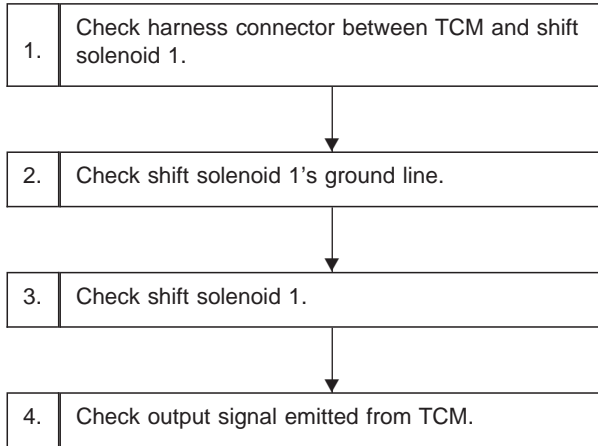 1. Check harness connector between TCM and shift
solenoid 1.
2. Check shift solenoid 1's ground line.
3. Check shift solenoid 1.
4. Check output signal emitted from TCM.